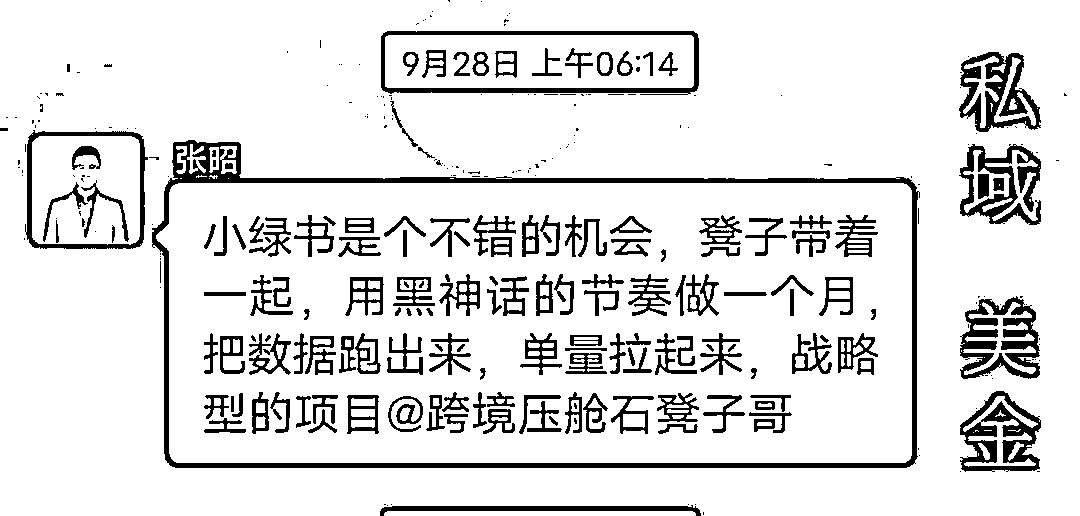 9月28日 上午06:14
张昭
小绿书是个不错的机会，凳子带着
一起，用黑神话的节奏做一个月，
把数据跑出来，单量拉起来，战略
型的项目@跨境压舱石凳子哥
私域
美金